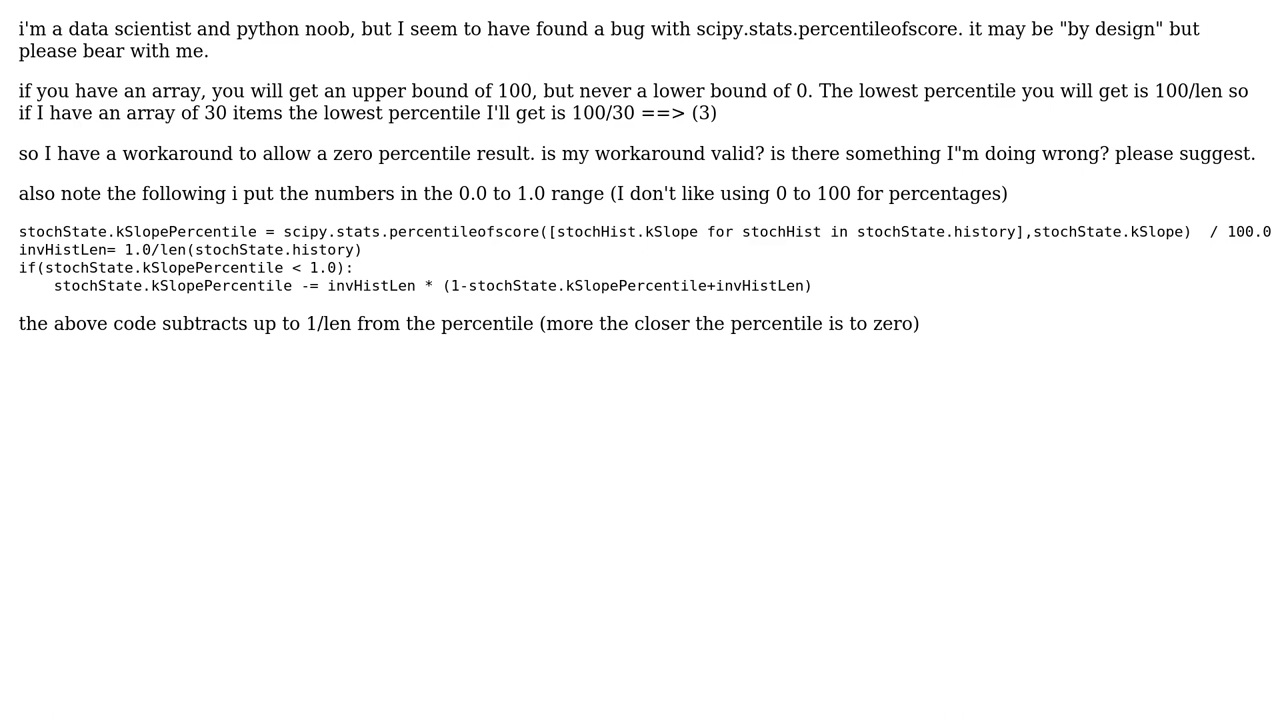 i'm a data scientist and python noob, but I seem to have found a bug with scipy.stats.percentileofscore. it may be "by design" but
please bear with me.
if you have an array, you will get an upper bound of 100, but never a lower bound of 0. The lowest percentile you will get is 100/len so
if I have an array of 30 items the lowest percentile I'll get is 100/30 ==> (3)
so I have a workaround to allow a zero percentile result. is my workaround valid? is there something I"m doing wrong? please suggest.
also note the following i put the numbers in the 0.0 to 1.0 range (I don't like using 0 to 100 for percentages)
stochState.kSlopePercentile = scipy.stats.percentileofscore([stochHist.kSlope for stochHist in stochState.history],stochState.kSlope)  / 100.0
invHistLen= 1.0/len(stochState.history)
if(stochState.kSlopePercentile < 1.0):
    stochState.kSlopePercentile -= invHistLen * (1-stochState.kSlopePercentile+invHistLen)
the above code subtracts up to 1/len from the percentile (more the closer the percentile is to zero)